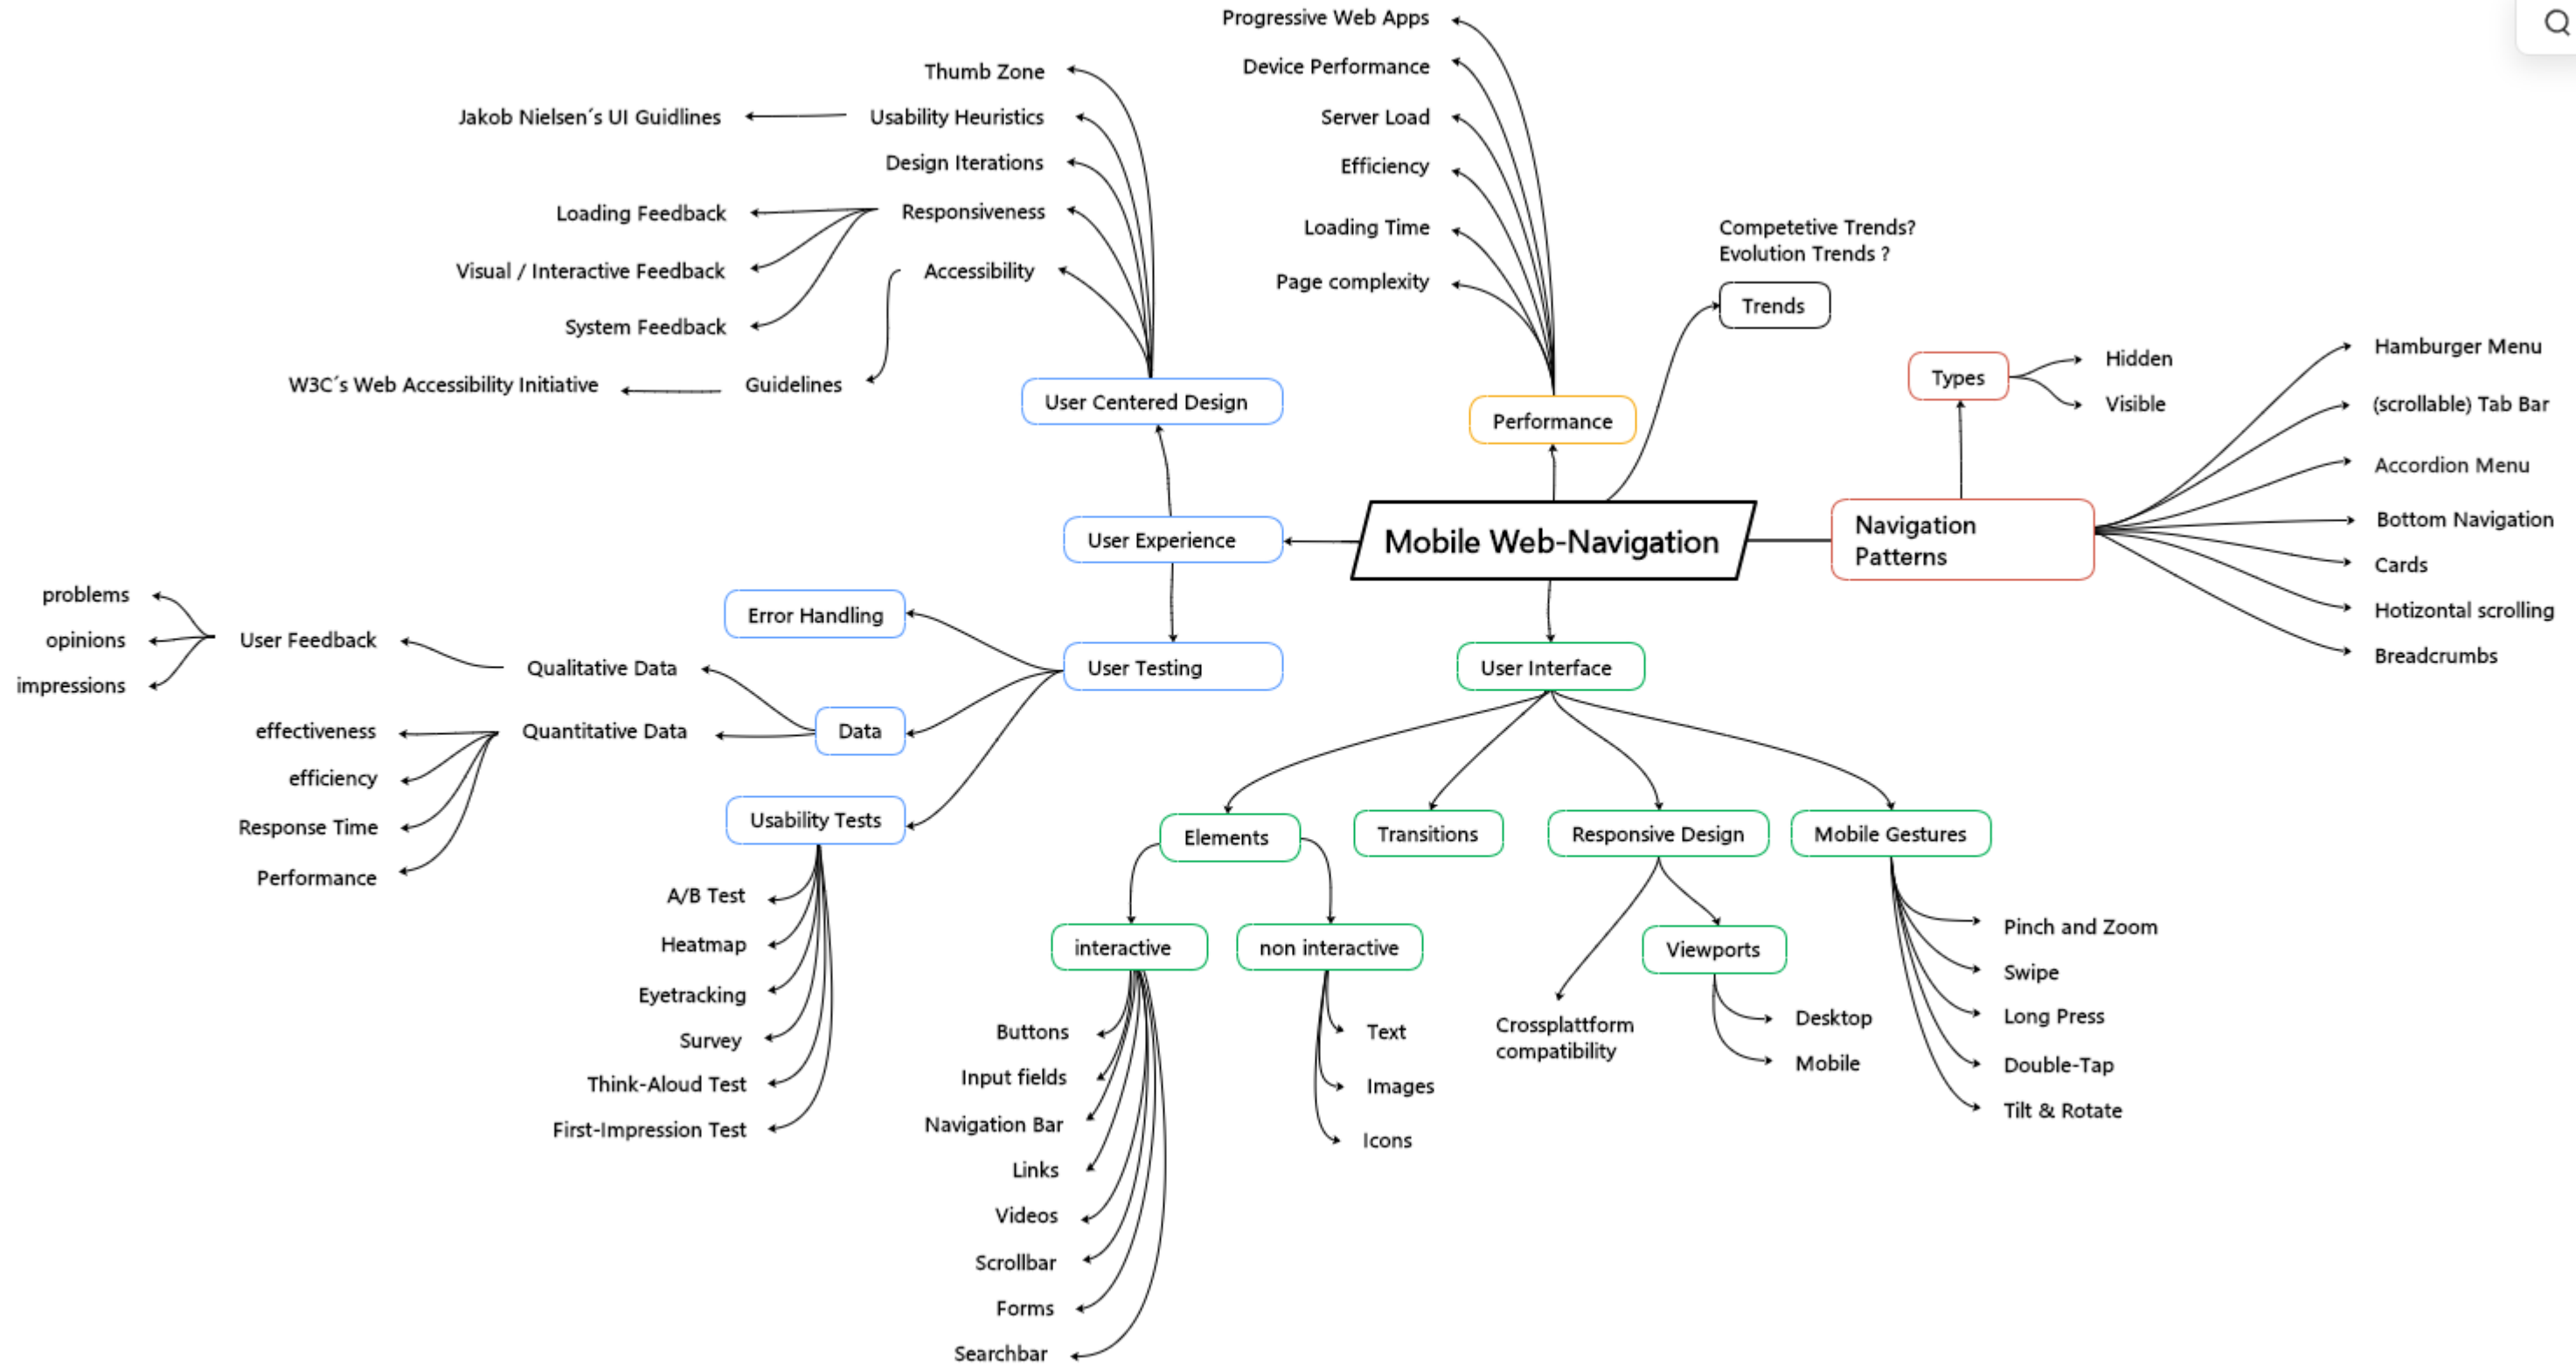 Progressive Web Apps
Device Performance
Server Load
Efficiency
Loading Time
Page complexity
Performance
Thumb Zone
Usability Heuristics
Jakob Nielsen´s UI Guidlines
Design Iterations
Responsiveness
Loading Feedback
Visual / Interactive Feedback
System Feedback
Accessibility
Guidelines
W3C´s Web Accessibility Initiative
User Centered Design
Competetive Trends?
Evolution Trends ?
Trends
Types
Hidden
Visible
Hamburger Menu
(scrollable) Tab Bar
Accordion Menu
Bottom Navigation
Cards
Hotizontal scrolling
Breadcrumbs
Navigation
Patterns
Mobile Web-Navigation
User Experience
Error Handling
User Testing
Data
Qualitative Data
User Feedback
problems
opinions
impressions
Quantitative Data
effectiveness
efficiency
Response Time
Performance
Usability Tests
A/B Test
Heatmap
Eyetracking
Survey
Think-Aloud Test
First-Impression Test
User Interface
Elements
Transitions
Responsive Design
Mobile Gestures
interactive
non interactive
Viewports
Buttons
Input fields
Navigation Bar
Links
Videos
Scrollbar
Forms
Searchbar
Text
Images
Icons
Crossplattform
compatibility
Desktop
Mobile
Pinch and Zoom
Swipe
Long Press
Double-Tap
Tilt & Rotate